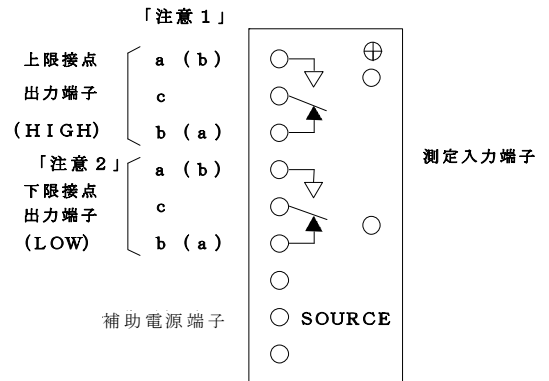 「注意1」
上限接点
a (b)
出力端子
c
(HIGH)
b (a)
「注意2」
a (b)
下限接点
c
出力端子
(LOW)
b (a)
測定入力端子
補助電源端子
SOURCE